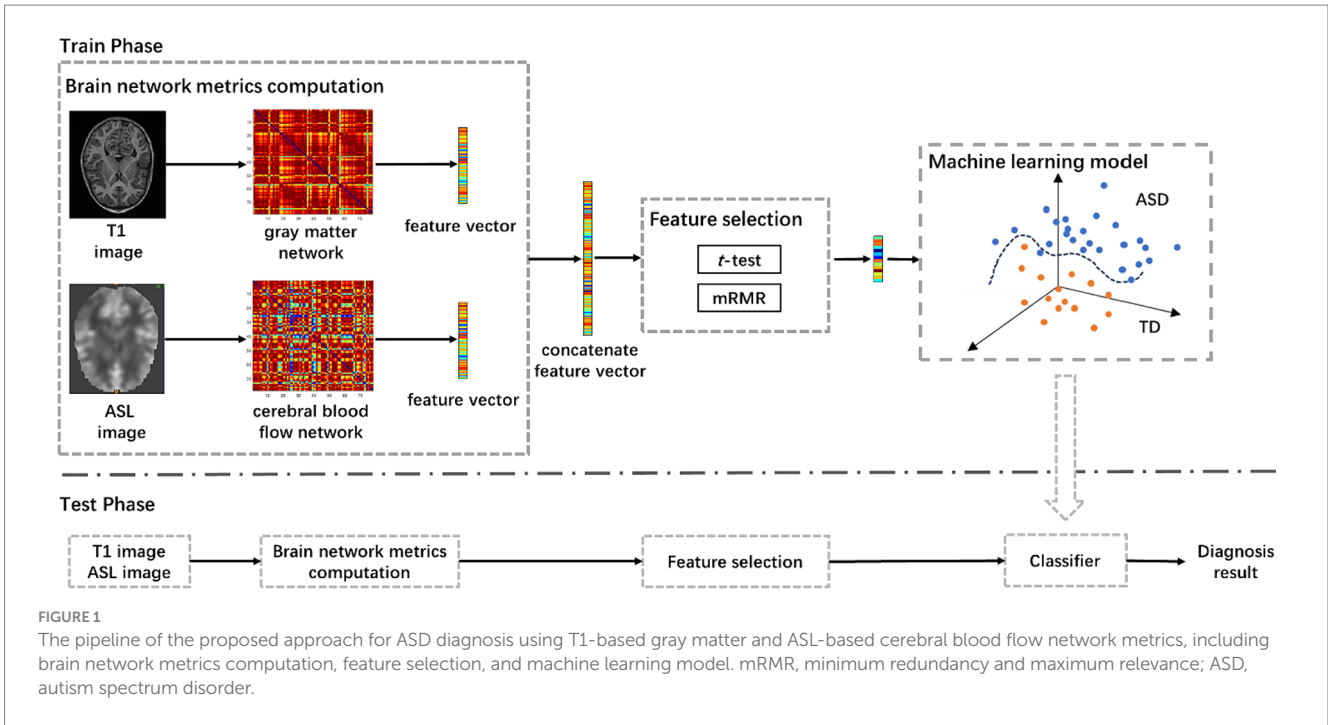 Train Phase
Brain network metrics computation
T1
image
gray matter
network
feature vector
ASL
image
cerebral blood
flow network
feature vector
concatenate
feature vector
Feature selection
t-test
mRMR
Machine learning model
ASD
TD
Test Phase
T1 image
ASL image
Brain network metrics
computation
Feature selection
Classifier
Diagnosis
result
FIGURE 1
The pipeline of the proposed approach for ASD diagnosis using T1-based gray matter and ASL-based cerebral blood flow network metrics, including
brain network metrics computation, feature selection, and machine learning model. mRMR, minimum redundancy and maximum relevance; ASD,
autism spectrum disorder.